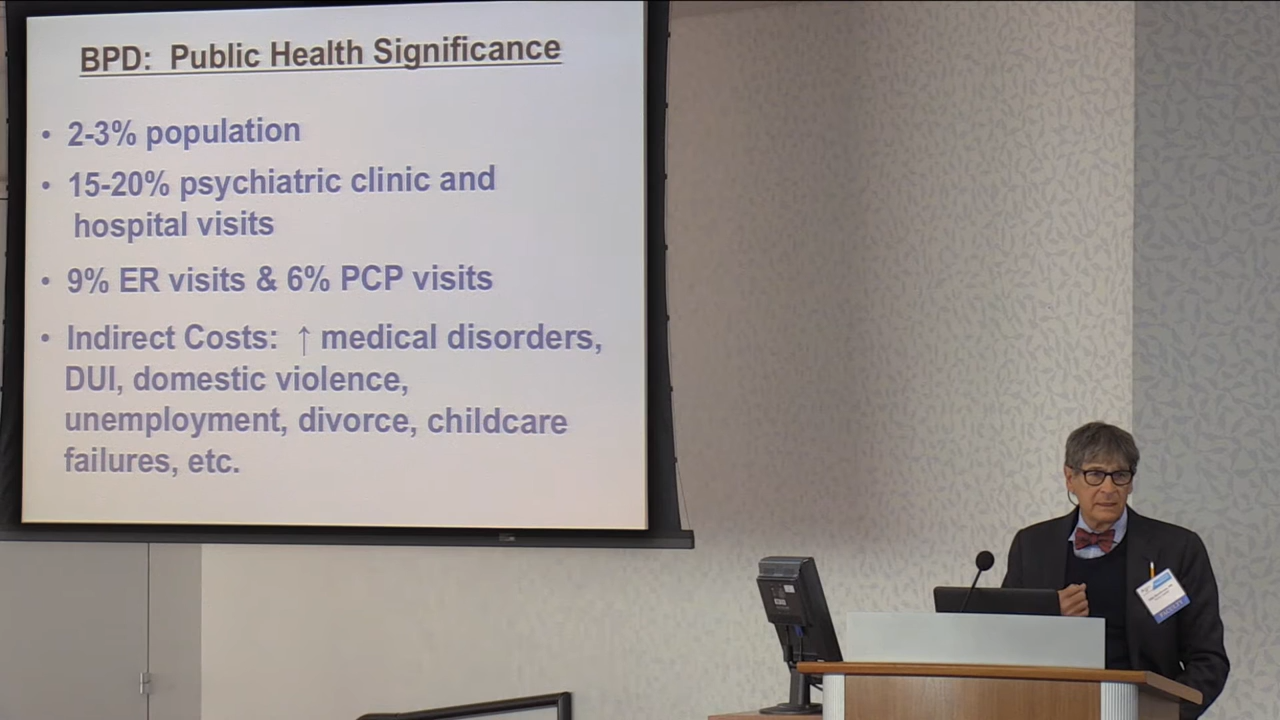 BPD: Public Health Significance
• 2-3% population
• 15-20% psychiatric clinic and
hospital visits
• 9% ER visits & 6% PCP visits
• Indirect Costs: ↑ medical disorders,
DUI, domestic violence,
unemployment, divorce, childcare
failures, etc.
FACULTY